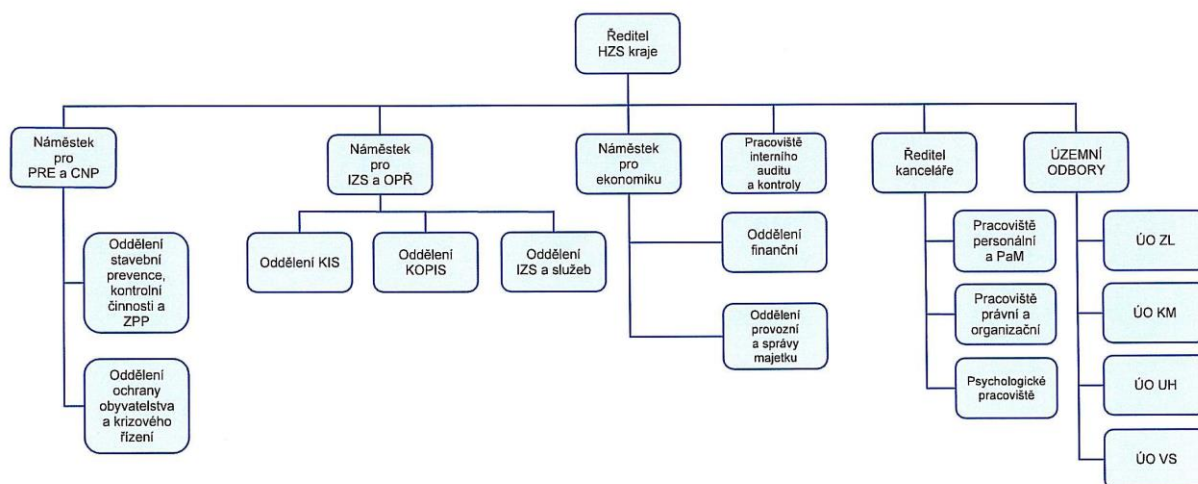 Ředitel
HZS kraje
Náměstek
pro
PRE a CNP
Náměstek
pro
IZS a OPŘ
Náměstek
pro
ekonomiku
Pracoviště
interního
auditu
a kontroly
Ředitel
kanceláře
ÚZEMNÍ
ODBORY
Oddělení
stavební
prevence,
kontrolní
činnosti a
ZPP
Oddělení
ochrany
obyvatelstva
a krizového
řízení
Oddělení KIS
Oddělení
KOPIS
Oddělení
IZS a služeb
Oddělení
finanční
Oddělení
provozní
a správy
majetku
Pracoviště
personální
a PaM
Pracoviště
právní a
organizační
Psychologické
pracoviště
ÚO ZL
ÚO KM
ÚO UH
ÚO VS